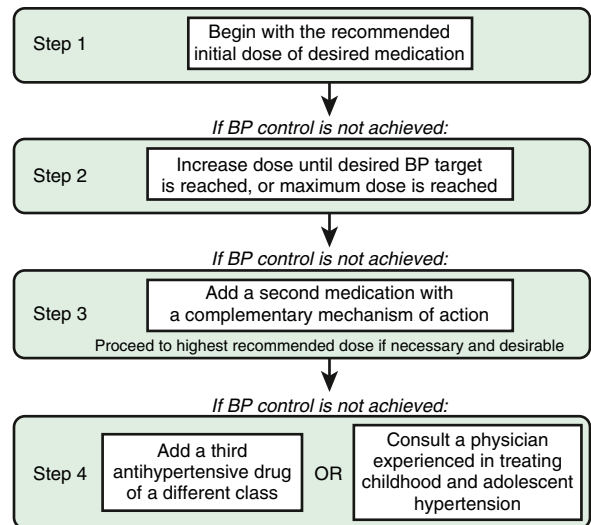 Step 1
Begin with the recommended
initial dose of desired medication
If BP control is not achieved:
Step 2
Increase dose until desired BP target
is reached, or maximum dose is reached
If BP control is not achieved:
Step 3
Add a second medication with
a complementary mechanism of action
Proceed to highest recommended dose if necessary and desirable
If BP control is not achieved:
Step 4
Add a third
antihypertensive drug
of a different class
OR
Consult a physician
experienced in treating
childhood and adolescent
hypertension